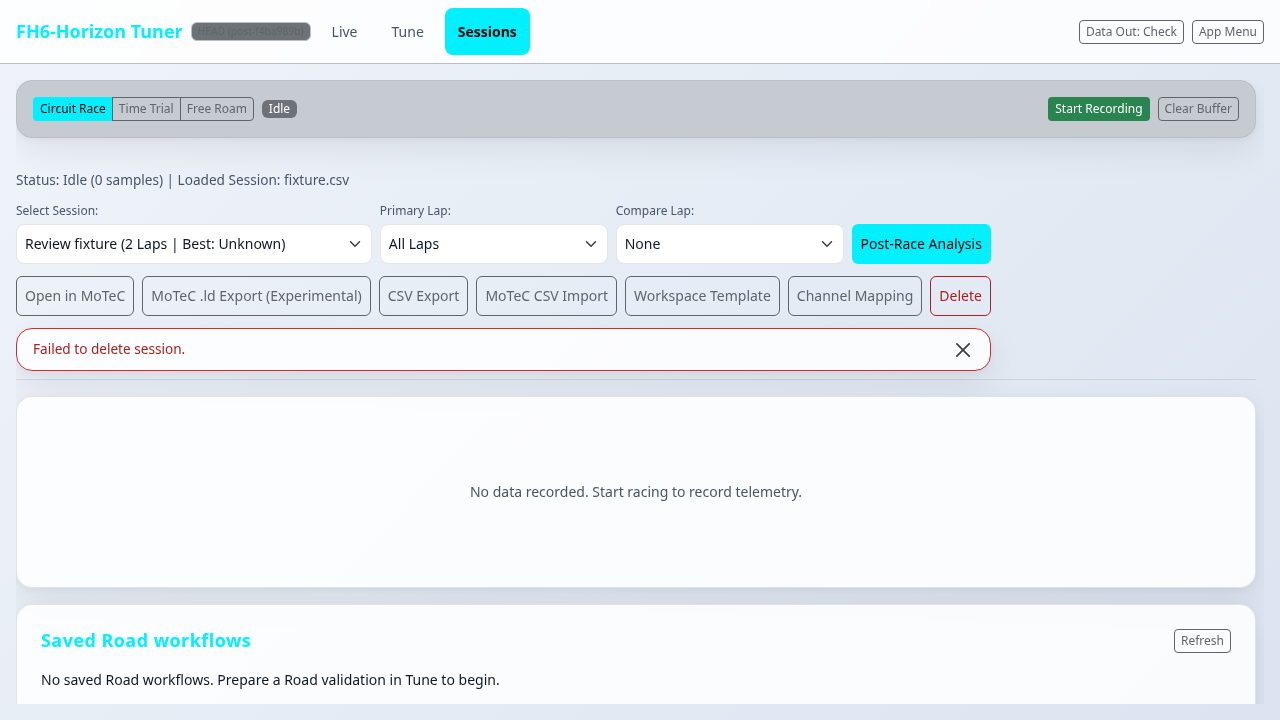 FH6-Horizon Tuner
Live
Tune
Sessions
Data Out: Check
App Menu
Circuit Race
Time Trial
Free Roam
Idle
Start Recording
Clear Buffer
Status: Idle (0 samples) | Loaded Session: fixture.csv
Select Session:
Primary Lap:
Compare Lap:
Review fixture (2 Laps | Best: Unknown)
All Laps
None
Post-Race Analysis
Open in MoTeC
MoTeC .ld Export (Experimental)
CSV Export
MoTeC CSV Import
Workspace Template
Channel Mapping
Delete
Failed to delete session.
No data recorded. Start racing to record telemetry.
Saved Road workflows
Refresh
No saved Road workflows. Prepare a Road validation in Tune to begin.